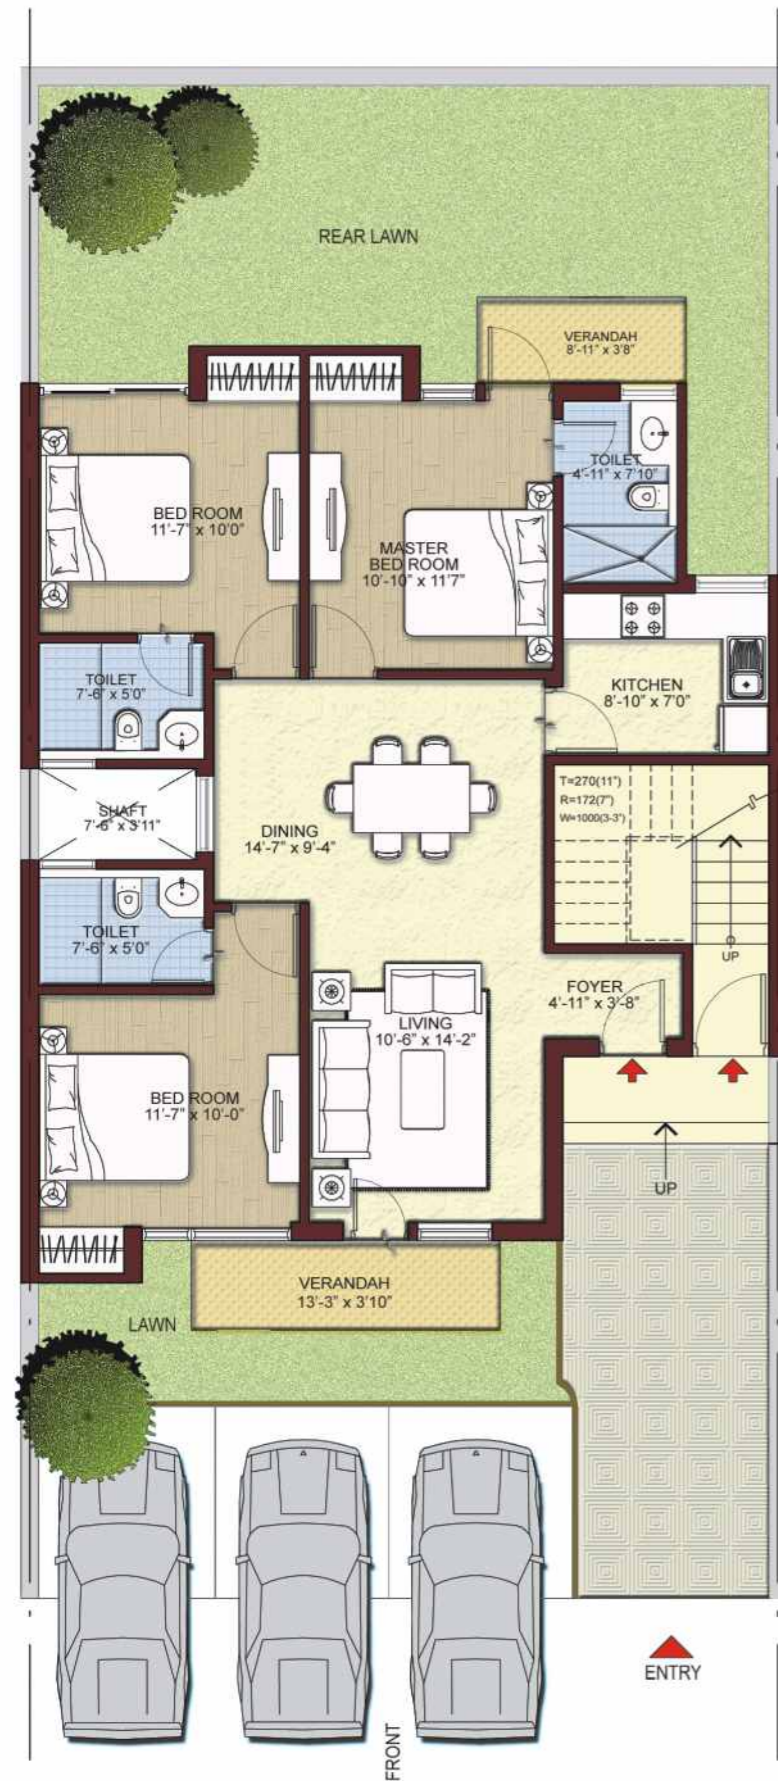 REAR LAWN
VERANDAH
8'-11" x 3'8"
TOILET
4'-11" x 7'10"
BED ROOM
11'-7" x 10'0"
MASTER
BED ROOM
10'-10" x 11'7"
TOILET
7'-6" x 5'0"
KITCHEN
8'-10" x 7'0"
T=270(11")
R=172(7")
W=1000(3-3")
SHAFT
7'-6" x 3'11"
DINING
14'-7" x 9'-4"
TOILET
7'-6" x 5'0"
UP
FOYER
4'-11" x 3'-8"
LIVING
10'-6" x 14'-2"
BED ROOM
11'-7" x 10'-0"
UP
VERANDAH
13'-3" x 3'10"
LAWN
ENTRY
FRONT